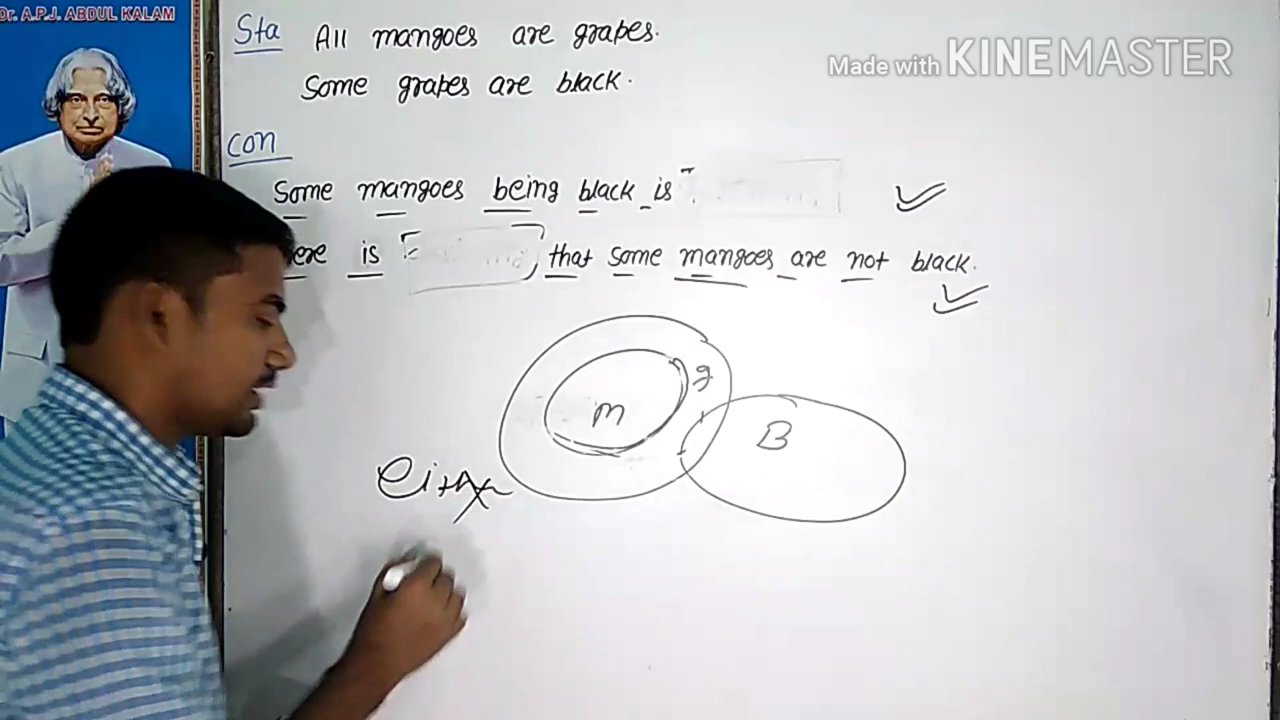 Dr. A.P.J. ABDUL KALAM
Sta All mangoes are grapes.
Some grapes are black.
Made with KINEMASTER
con
Some mangoes being black is
ere is that some mangoes are not black.
g
m
B
either